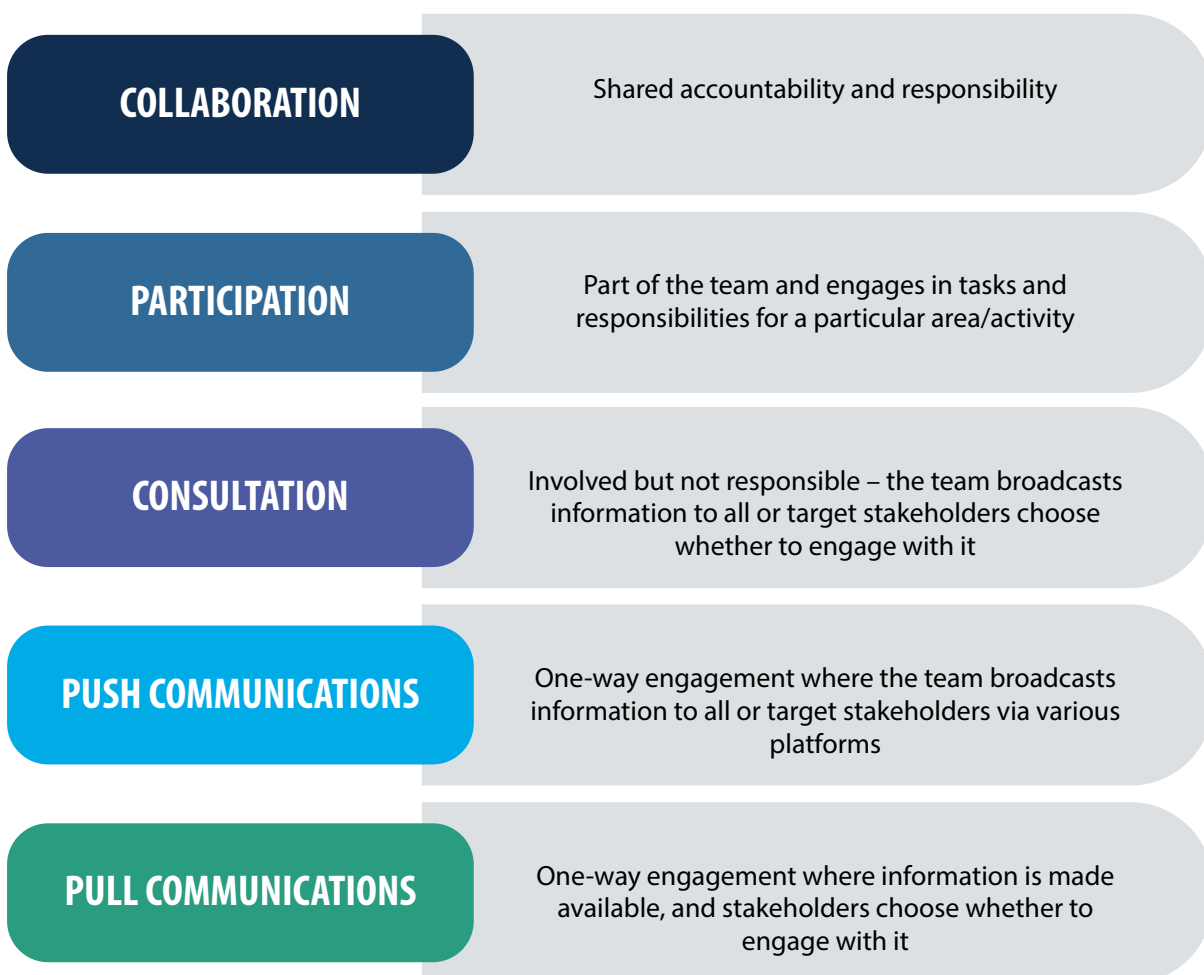 COLLABORATION
Shared accountability and responsibility
PARTICIPATION
Part of the team and engages in tasks and
responsibilities for a particular area/activity
CONSULTATION
Involved but not responsible – the team broadcasts
information to all or target stakeholders choose
whether to engage with it
PUSH COMMUNICATIONS
One-way engagement where the team broadcasts
information to all or target stakeholders via various
platforms
PULL COMMUNICATIONS
One-way engagement where information is made
available, and stakeholders choose whether to
engage with it